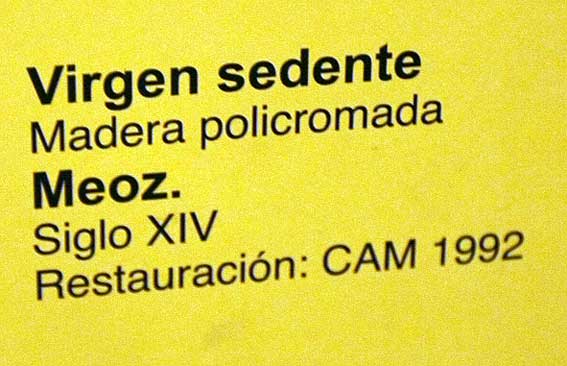 Virgen sedente
Madera policromada
Meoz.
Siglo XIV
Restauración: CAM 1992